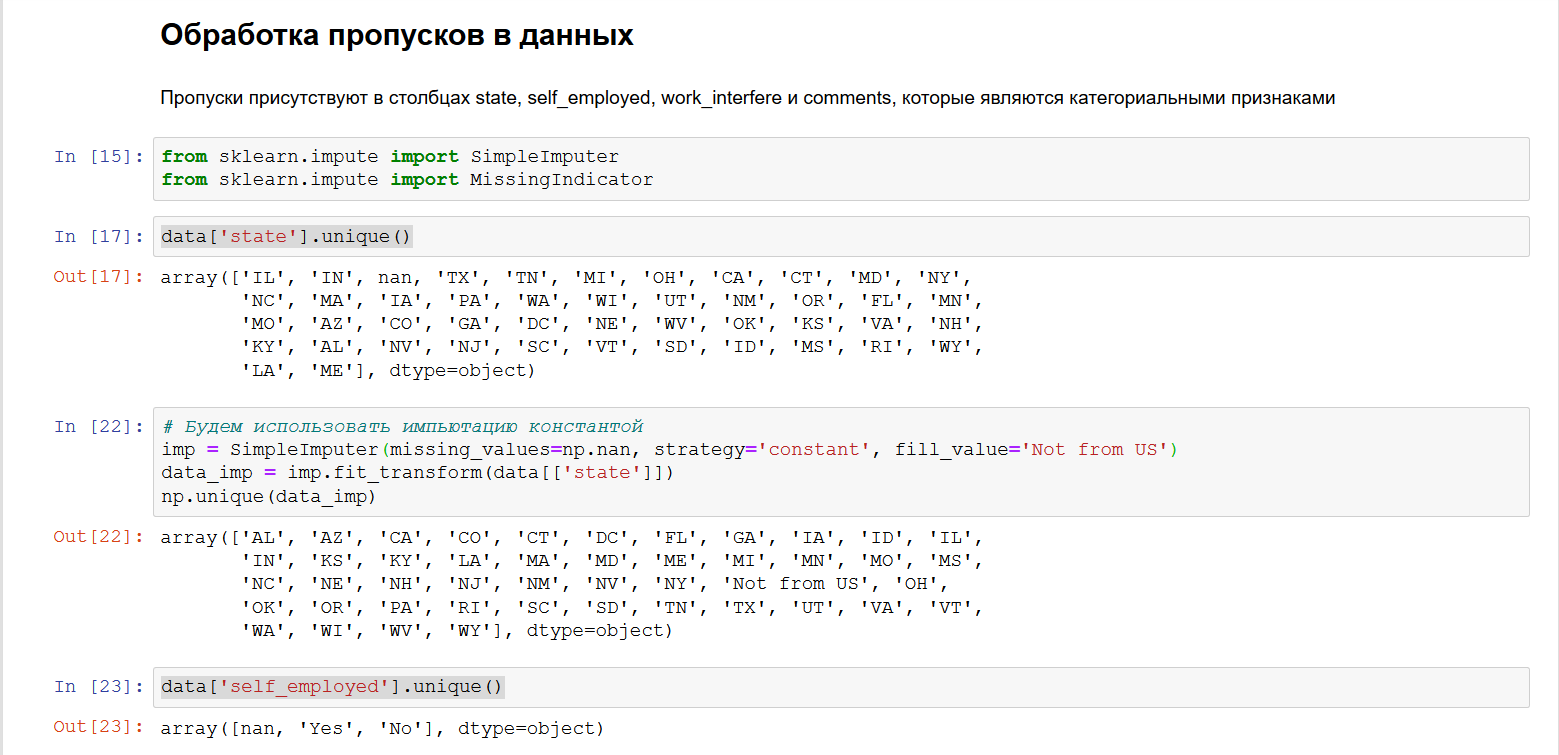 Обработка пропусков в данных
Пропуски присутствуют в столбцах state, self_employed, work_interfere и comments, которые являются категориальными признаками
In [15]: from sklearn.impute import SimpleImputer
from sklearn.impute import MissingIndicator
In [17]: data['state'].unique()
Out[17]: array(['IL', 'IN', nan, 'TX', 'TN', 'MI', 'OH', 'CA', 'CT', 'MD', 'NY',
'NC', 'MA', 'IA', 'PA', 'WA', 'WI', 'UT', 'NM', 'OR', 'FL', 'MN',
'MO', 'AZ', 'CO', 'GA', 'DC', 'NE', 'WV', 'OK', 'KS', 'VA', 'NH',
'KY', 'AL', 'NV', 'NJ', 'SC', 'VT', 'SD', 'ID', 'MS', 'RI', 'WY',
'LA', 'ME'], dtype=object)
In [22]: # Будем использовать импьютацию константой
imp = SimpleImputer(missing_values=np.nan, strategy='constant', fill_value='Not from US')
data_imp = imp.fit_transform(data[['state']])
np.unique(data_imp)
Out[22]: array(['AL', 'AZ', 'CA', 'CO', 'CT', 'DC', 'FL', 'GA', 'IA', 'ID', 'IL',
'IN', 'KS', 'KY', 'LA', 'MA', 'MD', 'ME', 'MI', 'MN', 'MO', 'MS',
'NC', 'NE', 'NH', 'NJ', 'NM', 'NV', 'NY', 'Not from US', 'OH',
'OK', 'OR', 'PA', 'RI', 'SC', 'SD', 'TN', 'TX', 'UT', 'VA', 'VT',
'WA', 'WI', 'WV', 'WY'], dtype=object)
In [23]: data['self_employed'].unique()
Out[23]: array([nan, 'Yes', 'No'], dtype=object)